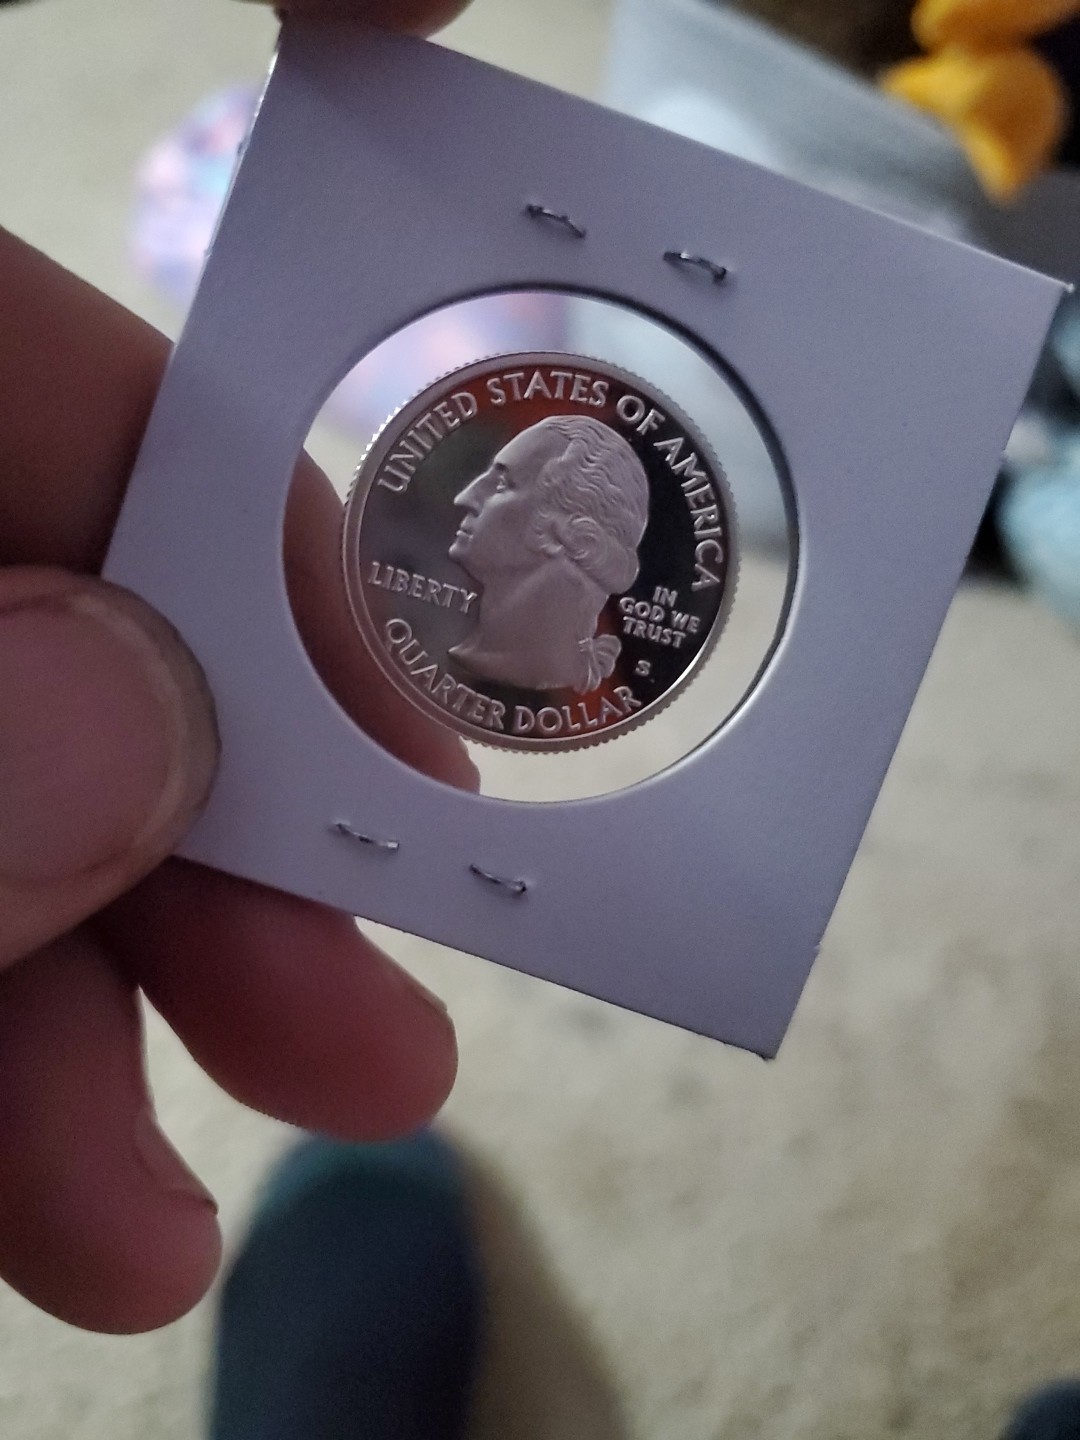 UNITED STATES OF AMERICA
LIBERTY
IN
GOD WE
TRUST
S
QUARTER DOLLAR